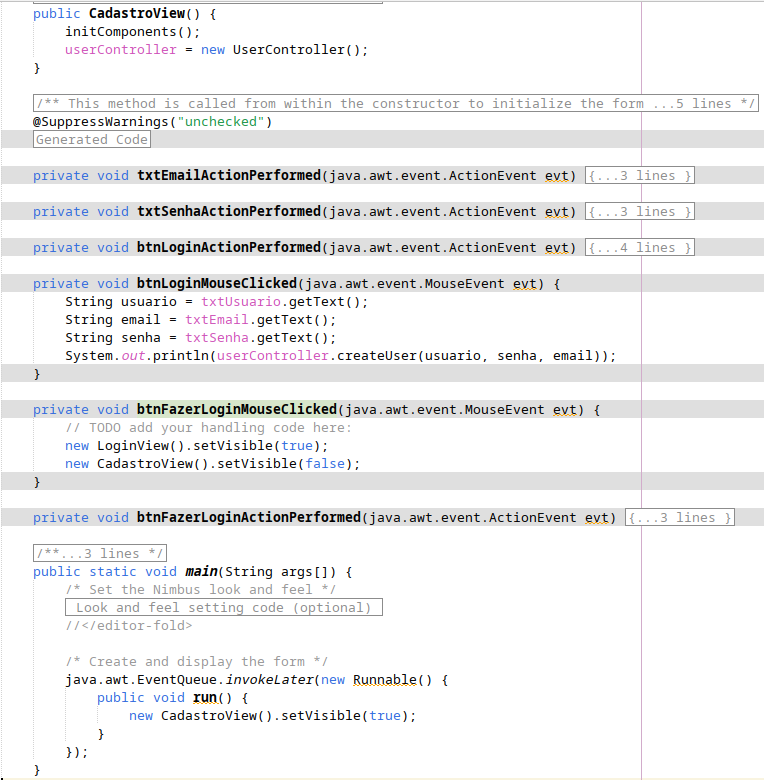 public CadastroView() {
initComponents();
userController = new UserController();
}
/** This method is called from within the constructor to initialize the form ...5 lines */
@SuppressWarnings("unchecked")
Generated Code
private void txtEmailActionPerformed(java.awt.event.ActionEvent evt) {...3 lines }
private void txtSenhaActionPerformed(java.awt.event.ActionEvent evt) {...3 lines }
private void btnLoginActionPerformed(java.awt.event.ActionEvent evt) {...4 lines }
private void btnLoginMouseClicked(java.awt.event.MouseEvent evt) {
String usuario = txtUsuario.getText();
String email = txtEmail.getText();
String senha = txtSenha.getText();
System.out.println(userController.createUser(usuario, senha, email));
}
private void btnFazerLoginMouseClicked(java.awt.event.MouseEvent evt) {
// TODO add your handling code here:
new LoginView().setVisible(true);
new CadastroView().setVisible(false);
}
private void btnFazerLoginActionPerformed(java.awt.event.ActionEvent evt) {...3 lines }
/**...3 lines */
public static void main(String args[]) {
/* Set the Nimbus look and feel */
Look and feel setting code (optional)
//</editor-fold>
/* Create and display the form */
java.awt.EventQueue.invokeLater(new Runnable() {
public void run() {
new CadastroView().setVisible(true);
}
});
}